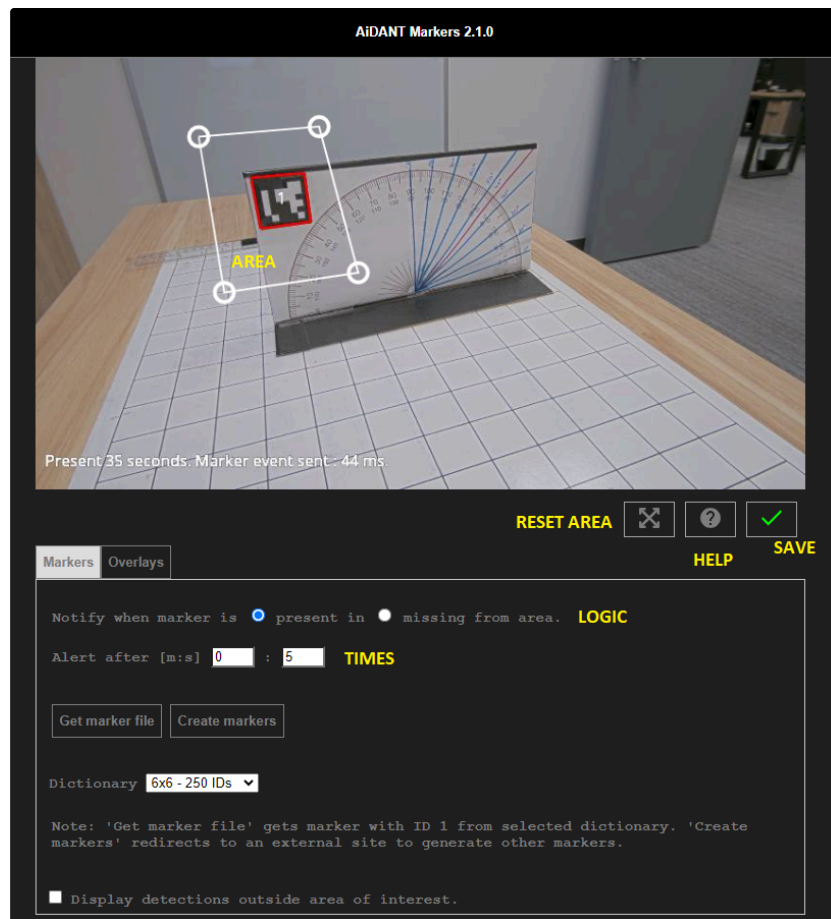 AiDANT Markers 2.1.0
1
AREA
Present 35 seconds. Marker event sent : 44 ms.
RESET AREA
HELP
SAVE
Markers Overlays
Notify when marker is present in missing from area. LOGIC
Alert after [m:s] 0 : 5 TIMES
Get marker file Create markers
Dictionary 6x6 - 250 IDs
Note: 'Get marker file' gets marker with ID 1 from selected dictionary. 'Create
markers' redirects to an external site to generate other markers.
Display detections outside area of interest.